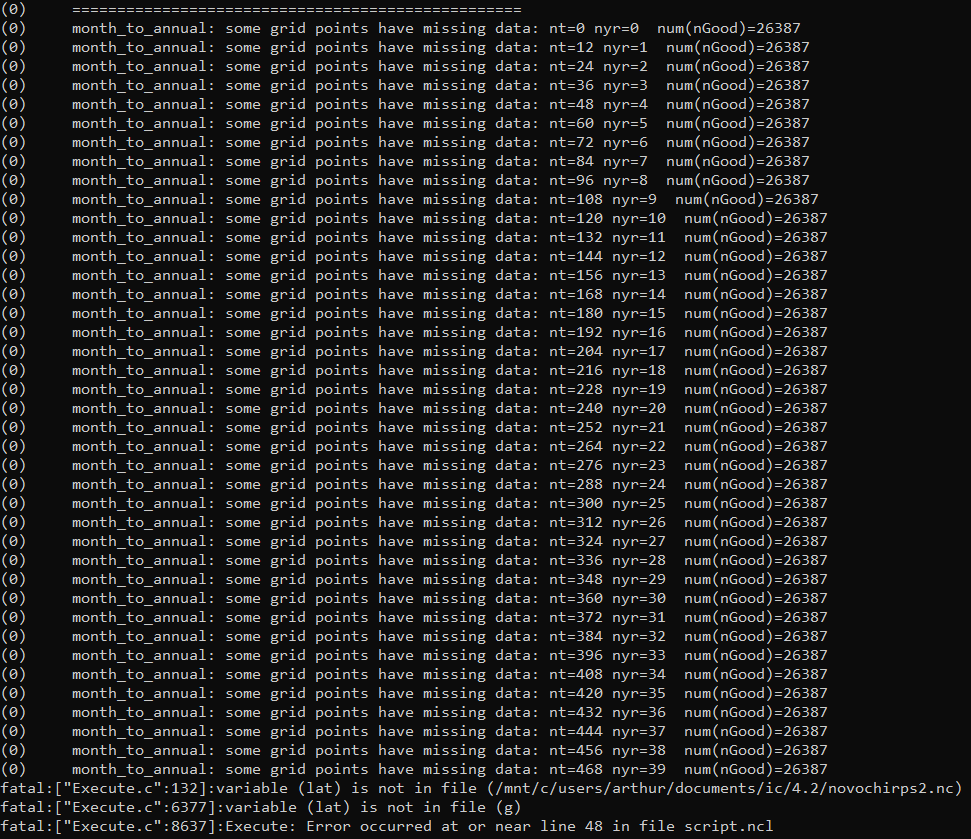 (0)     ==================================================
(0)     month_to_annual: some grid points have missing data: nt=0 nyr=0  num(nGood)=26387
(0)     month_to_annual: some grid points have missing data: nt=12 nyr=1  num(nGood)=26387
(0)     month_to_annual: some grid points have missing data: nt=24 nyr=2  num(nGood)=26387
(0)     month_to_annual: some grid points have missing data: nt=36 nyr=3  num(nGood)=26387
(0)     month_to_annual: some grid points have missing data: nt=48 nyr=4  num(nGood)=26387
(0)     month_to_annual: some grid points have missing data: nt=60 nyr=5  num(nGood)=26387
(0)     month_to_annual: some grid points have missing data: nt=72 nyr=6  num(nGood)=26387
(0)     month_to_annual: some grid points have missing data: nt=84 nyr=7  num(nGood)=26387
(0)     month_to_annual: some grid points have missing data: nt=96 nyr=8  num(nGood)=26387
(0)     month_to_annual: some grid points have missing data: nt=108 nyr=9  num(nGood)=26387
(0)     month_to_annual: some grid points have missing data: nt=120 nyr=10  num(nGood)=26387
(0)     month_to_annual: some grid points have missing data: nt=132 nyr=11  num(nGood)=26387
(0)     month_to_annual: some grid points have missing data: nt=144 nyr=12  num(nGood)=26387
(0)     month_to_annual: some grid points have missing data: nt=156 nyr=13  num(nGood)=26387
(0)     month_to_annual: some grid points have missing data: nt=168 nyr=14  num(nGood)=26387
(0)     month_to_annual: some grid points have missing data: nt=180 nyr=15  num(nGood)=26387
(0)     month_to_annual: some grid points have missing data: nt=192 nyr=16  num(nGood)=26387
(0)     month_to_annual: some grid points have missing data: nt=204 nyr=17  num(nGood)=26387
(0)     month_to_annual: some grid points have missing data: nt=216 nyr=18  num(nGood)=26387
(0)     month_to_annual: some grid points have missing data: nt=228 nyr=19  num(nGood)=26387
(0)     month_to_annual: some grid points have missing data: nt=240 nyr=20  num(nGood)=26387
(0)     month_to_annual: some grid points have missing data: nt=252 nyr=21  num(nGood)=26387
(0)     month_to_annual: some grid points have missing data: nt=264 nyr=22  num(nGood)=26387
(0)     month_to_annual: some grid points have missing data: nt=276 nyr=23  num(nGood)=26387
(0)     month_to_annual: some grid points have missing data: nt=288 nyr=24  num(nGood)=26387
(0)     month_to_annual: some grid points have missing data: nt=300 nyr=25  num(nGood)=26387
(0)     month_to_annual: some grid points have missing data: nt=312 nyr=26  num(nGood)=26387
(0)     month_to_annual: some grid points have missing data: nt=324 nyr=27  num(nGood)=26387
(0)     month_to_annual: some grid points have missing data: nt=336 nyr=28  num(nGood)=26387
(0)     month_to_annual: some grid points have missing data: nt=348 nyr=29  num(nGood)=26387
(0)     month_to_annual: some grid points have missing data: nt=360 nyr=30  num(nGood)=26387
(0)     month_to_annual: some grid points have missing data: nt=372 nyr=31  num(nGood)=26387
(0)     month_to_annual: some grid points have missing data: nt=384 nyr=32  num(nGood)=26387
(0)     month_to_annual: some grid points have missing data: nt=396 nyr=33  num(nGood)=26387
(0)     month_to_annual: some grid points have missing data: nt=408 nyr=34  num(nGood)=26387
(0)     month_to_annual: some grid points have missing data: nt=420 nyr=35  num(nGood)=26387
(0)     month_to_annual: some grid points have missing data: nt=432 nyr=36  num(nGood)=26387
(0)     month_to_annual: some grid points have missing data: nt=444 nyr=37  num(nGood)=26387
(0)     month_to_annual: some grid points have missing data: nt=456 nyr=38  num(nGood)=26387
(0)     month_to_annual: some grid points have missing data: nt=468 nyr=39  num(nGood)=26387
fatal:["Execute.c":132]:variable (lat) is not in file (/mnt/c/users/arthur/documents/ic/4.2/novochirps2.nc)
fatal:["Execute.c":6377]:variable (lat) is not in file (g)
fatal:["Execute.c":8637]:Execute: Error occurred at or near line 48 in file script.ncl